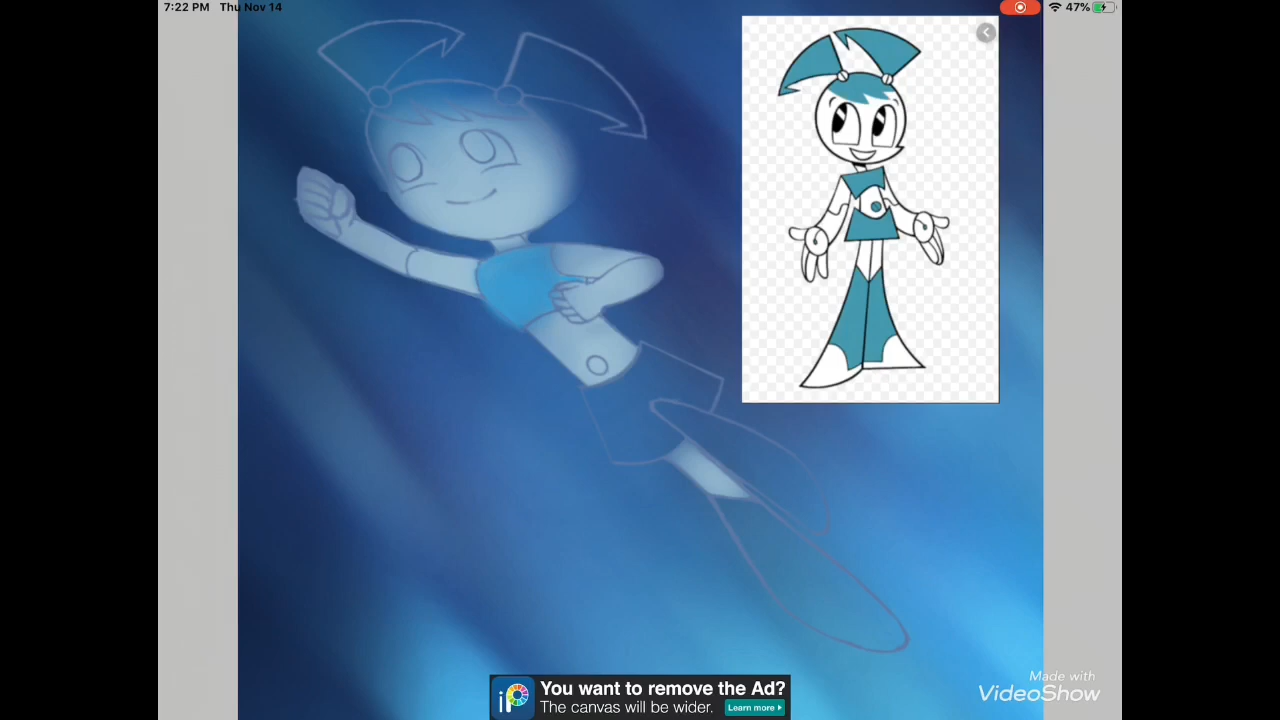 7:22 PM Thu Nov 14
47%
You want to remove the Ad?
The canvas will be wider.
Learn more
Made with
VideoShow